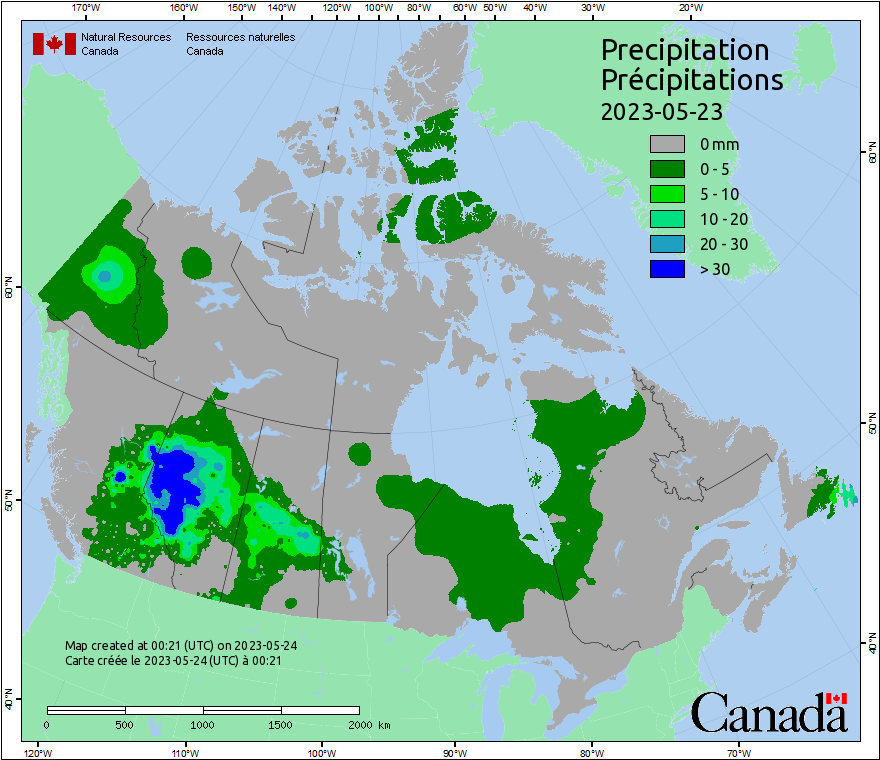 170°W 160°W 150°W 140°W 120°W 100°W 80°W 60°W 50°W 40°W 30°W 20°W
Natural Resources Ressources naturelles
Canada Canada
Precipitation
Précipitations
2023-05-23
0 mm
0 - 5
5 - 10
10 - 20
20 - 30
> 30
60°N
60°N
50°N
50°N
40°N
40°N
Map created at 00:21 (UTC) on 2023-05-24
Carte créée le 2023-05-24 (UTC) à 00:21
0 500 1000 1500 2000 km
Canada
120°W 110°W 100°W 90°W 80°W 70°W